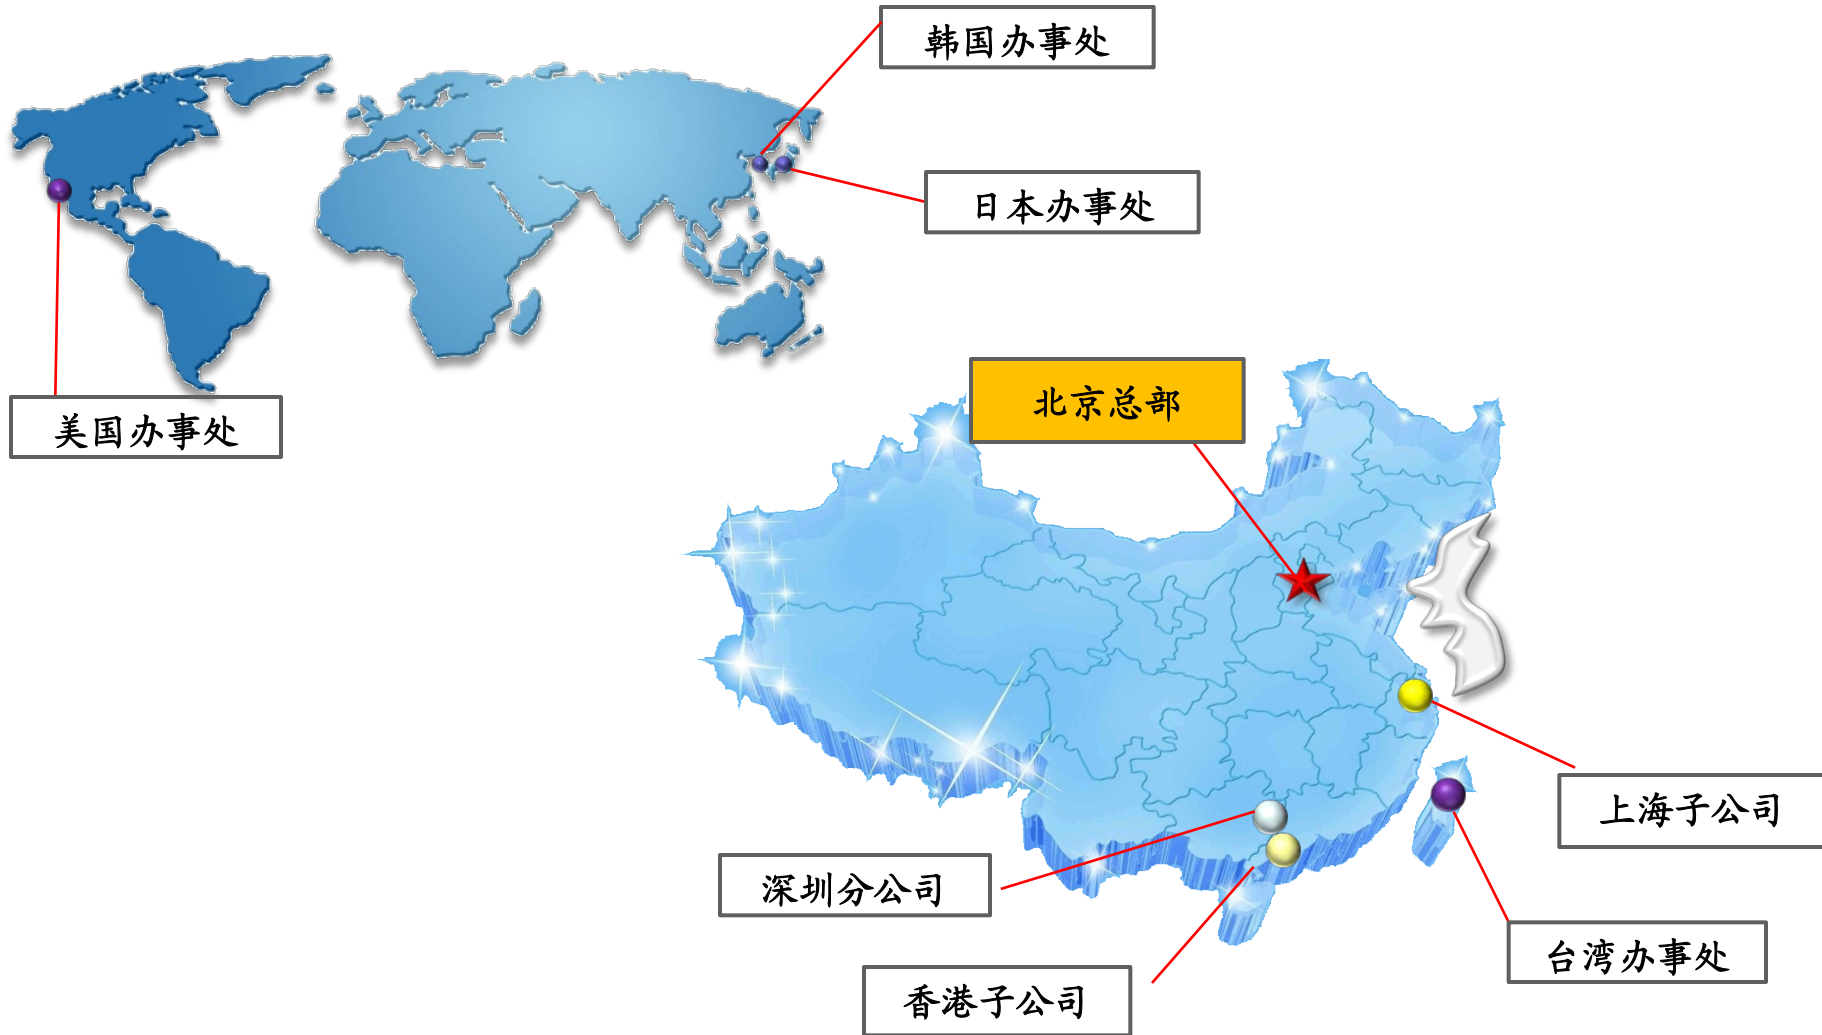 韩国办事处
日本办事处
美国办事处
北京总部
上海子公司
深圳分公司
台湾办事处
香港子公司